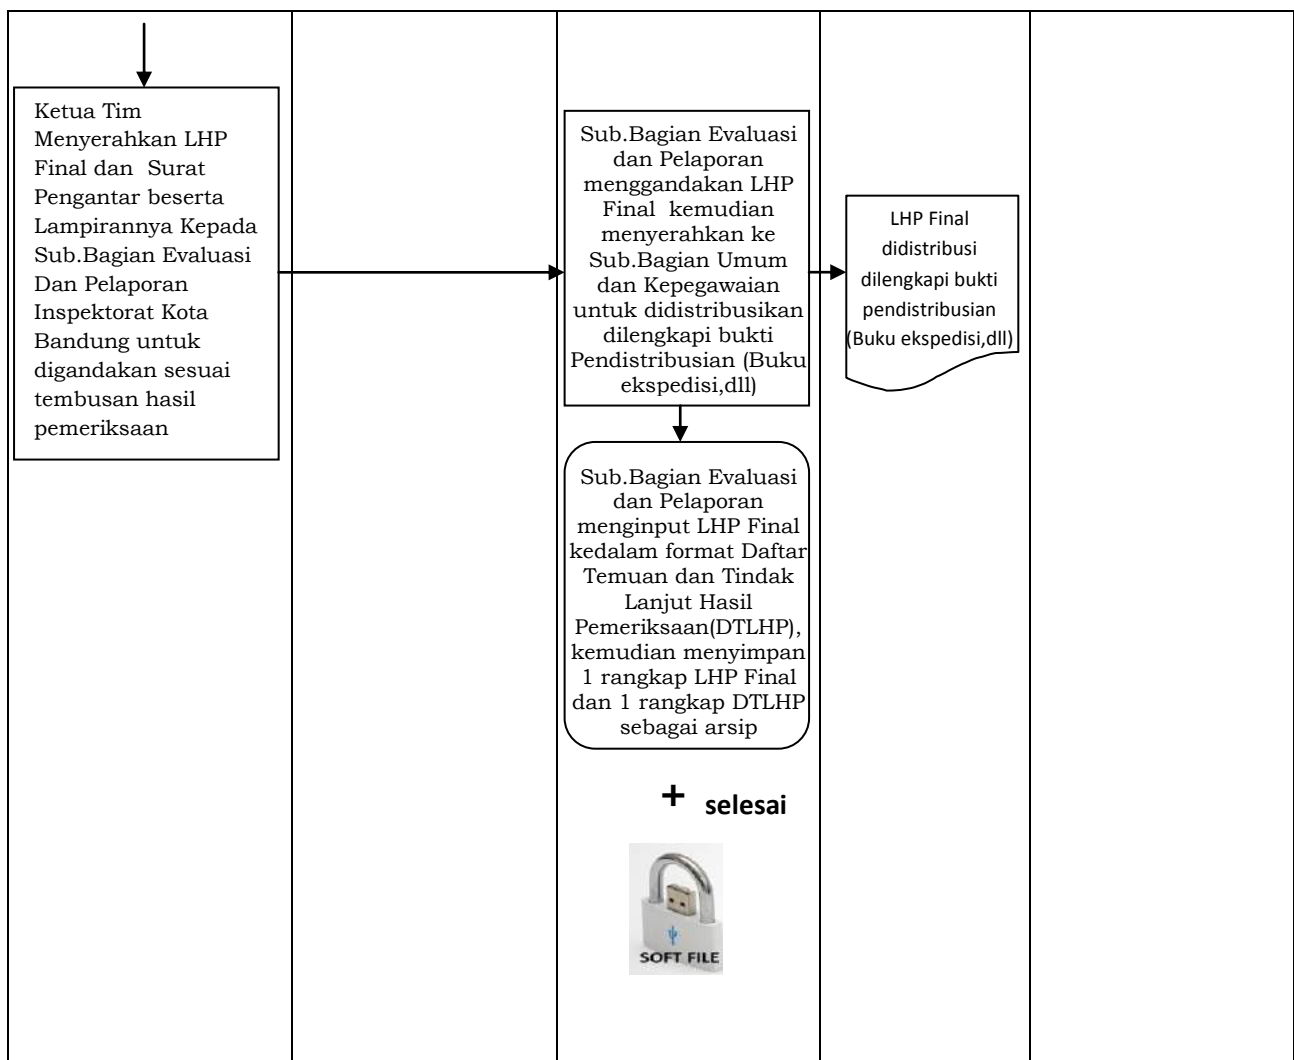 Ketua Tim
Menyerahkan LHP
Final dan  Surat
Pengantar beserta
Lampirannya Kepada
Sub.Bagian Evaluasi
Dan Pelaporan
Inspektorat Kota
Bandung untuk
digandakan sesuai
tembusan hasil
pemeriksaan
Sub.Bagian Evaluasi
dan Pelaporan
menggandakan LHP
Final  kemudian
menyerahkan ke
Sub.Bagian Umum
dan Kepegawaian
untuk didistribusikan
dilengkapi bukti
Pendistribusian (Buku
ekspedisi,dll)
LHP Final
didistribusi
dilengkapi bukti
pendistribusian
(Buku ekspedisi,dll)
Sub.Bagian Evaluasi
dan Pelaporan
menginput LHP Final
kedalam format Daftar
Temuan dan Tindak
Lanjut Hasil
Pemeriksaan(DTLHP),
kemudian menyimpan
1 rangkap LHP Final
dan 1 rangkap DTLHP
sebagai arsip
+ selesai
SOFT FILE